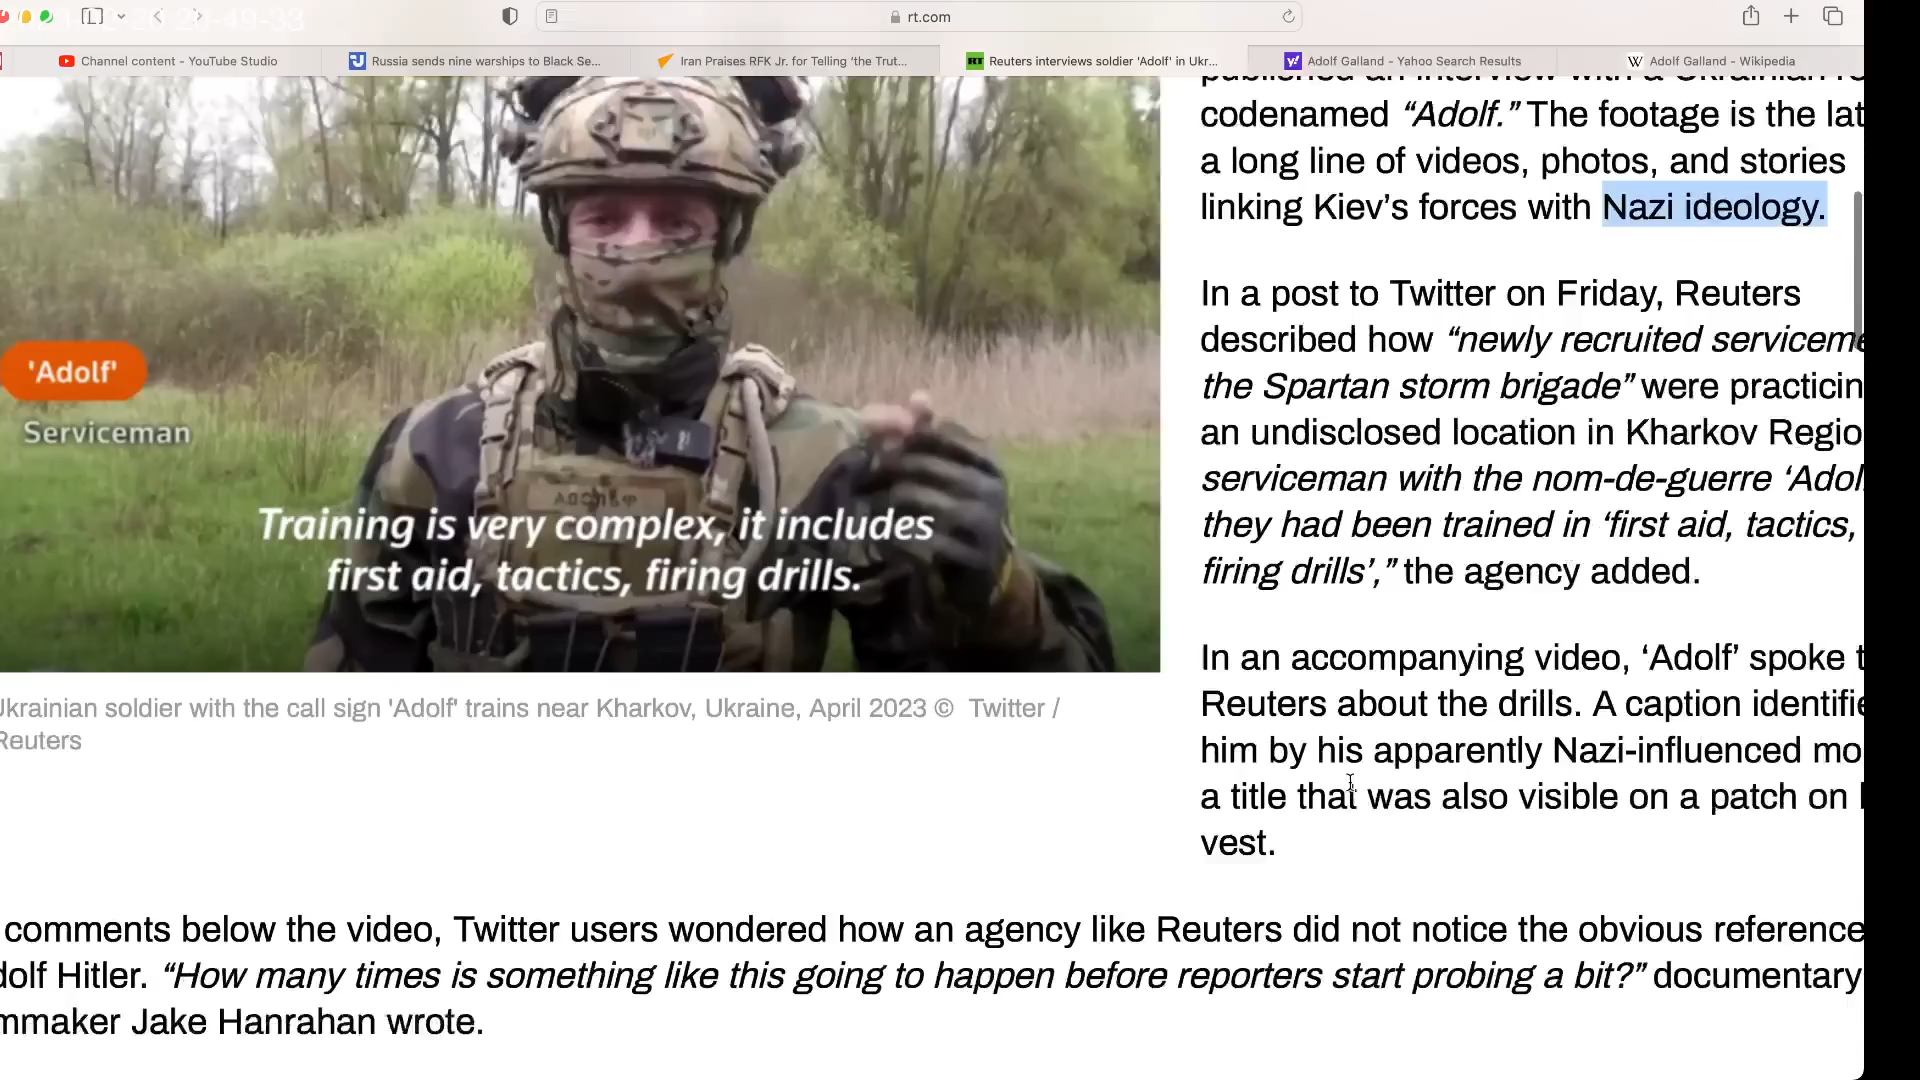 rt.com
Channel content - YouTube Studio
Russia sends nine warships to Black Se...
Iran Praises RFK Jr. for Telling ‘the Trut...
RT
Reuters interviews soldier 'Adolf' in Ukr...
Adolf Galland - Yahoo Search Results
W Adolf Galland - Wikipedia
'Adolf'
Serviceman
Training is very complex, it includes
first aid, tactics, firing drills.
Ukrainian soldier with the call sign 'Adolf' trains near Kharkov, Ukraine, April 2023 © Twitter /
Reuters
published an interview with a Ukrainian
codenamed “Adolf.” The footage is the lat
a long line of videos, photos, and stories
linking Kiev’s forces with Nazi ideology.
In a post to Twitter on Friday, Reuters
described how “newly recruited serviceme
the Spartan storm brigade” were practicin
an undisclosed location in Kharkov Regio
serviceman with the nom-de-guerre ‘Adol
they had been trained in ‘first aid, tactics,
firing drills’,” the agency added.
In an accompanying video, ‘Adolf’ spoke t
Reuters about the drills. A caption identifie
him by his apparently Nazi-influenced mo
a title that was also visible on a patch on
vest.
comments below the video, Twitter users wondered how an agency like Reuters did not notice the obvious reference
dolf Hitler. “How many times is something like this going to happen before reporters start probing a bit?” documentary
mmaker Jake Hanrahan wrote.